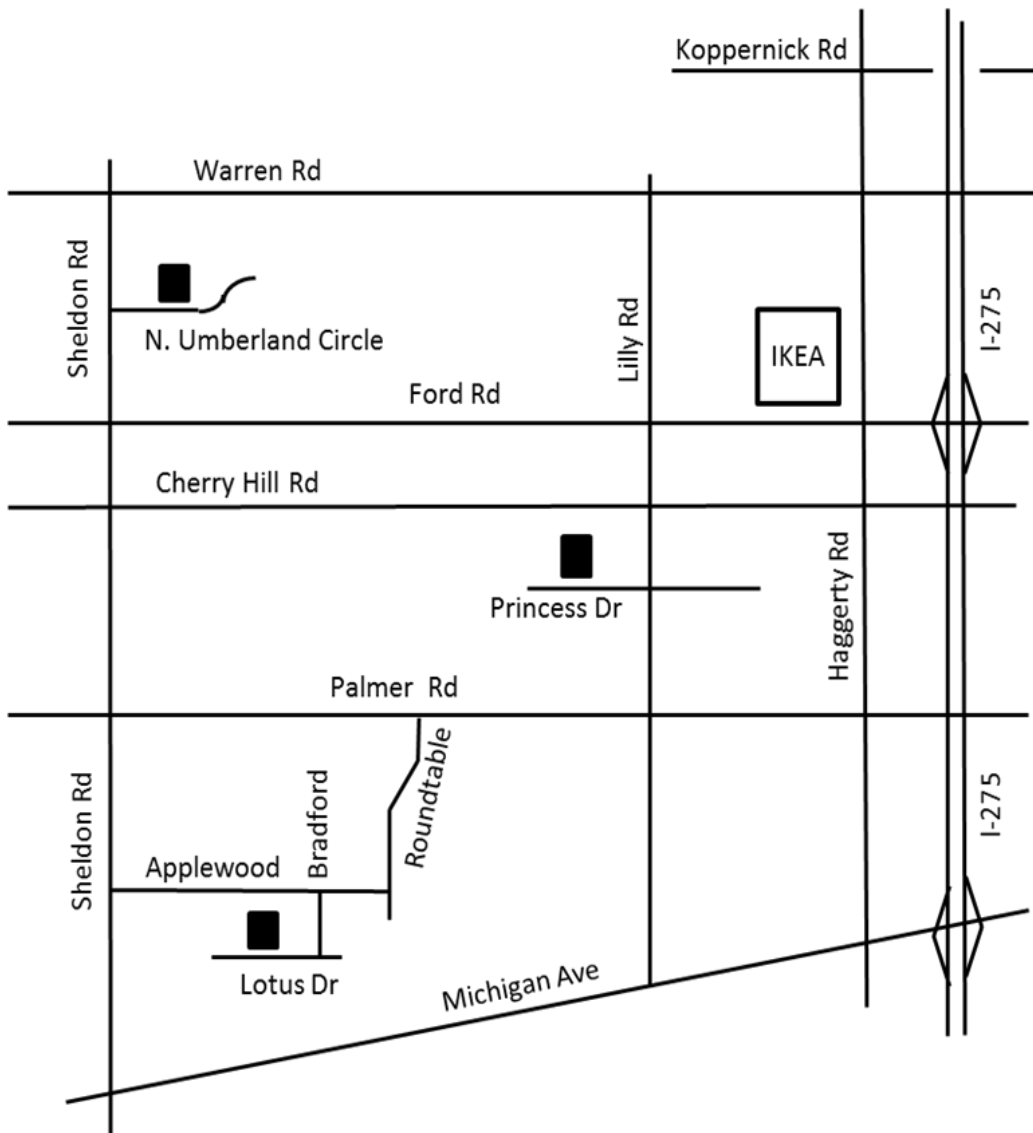 Koppernick Rd
Warren Rd
Sheldon Rd
N. Umberland Circle
Lilly Rd
IKEA
I-275
Ford Rd
Cherry Hill Rd
Princess Dr
Haggerty Rd
Palmer Rd
Roundtable
Bradford
Sheldon Rd
I-275
Applewood
Lotus Dr
Michigan Ave